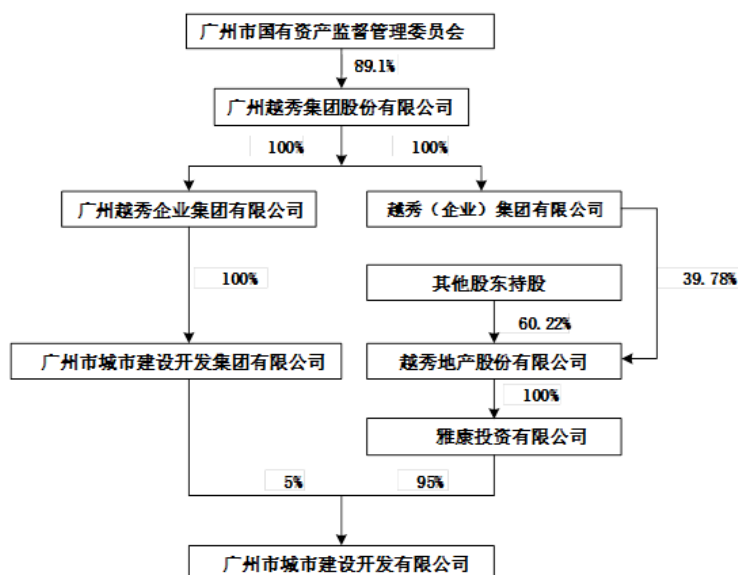 广州市国有资产监督管理委员会
89.1%
广州越秀集团股份有限公司
100%
100%
广州越秀企业集团有限公司
越秀（企业）集团有限公司
100%
其他股东持股
39.78%
60.22%
广州市城市建设开发集团有限公司
越秀地产股份有限公司
100%
雅康投资有限公司
5%
95%
广州市城市建设开发有限公司